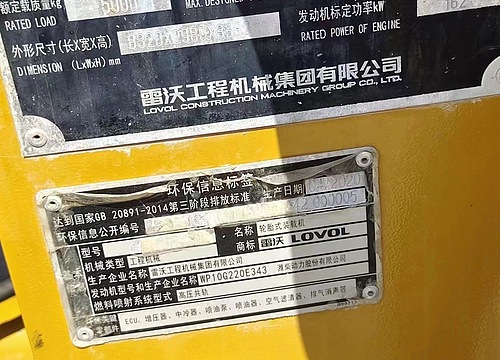 额定载质量kg 5000
RATED LOAD
MAX.DESIGNED
发动机标定功率kW 162
RATED POWER OF ENGINE
外形尺寸(长X宽X高)
DIMENSION (LxWxH) mm
雷沃工程机械集团有限公司
LOVOL CONSTRUCTION MACHINERY GROUP CO., LTD.
环保信息标签
达到国家GB 20891-2014第三阶段排放标准 生产日期
环保信息公开编号 000005
型号 名称 轮胎式装载机
机械类型 工程机械 商标 雷沃 LOVOL
生产企业名称 雷沃工程机械集团有限公司
发动机型号和生产企业名称 WP10G220E343 潍柴动力股份有限公司
燃料喷射系统型式 高压共轨
ECU、增压器、中冷器、喷油泵、喷油器、空气滤清器、排气消声器